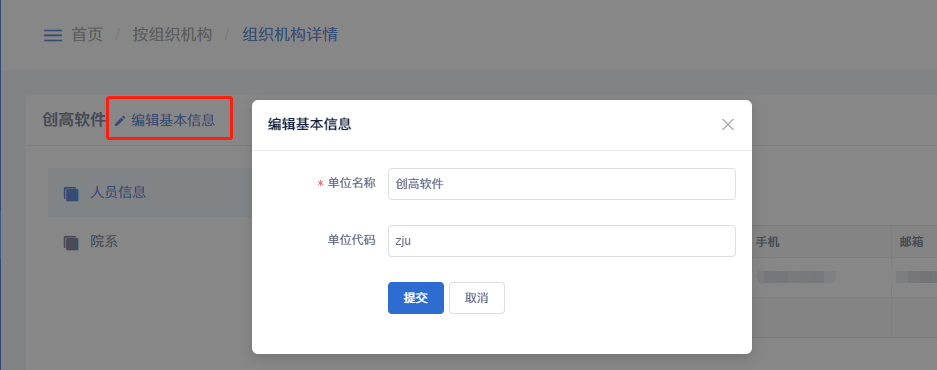 首页 / 按组织机构 / 组织机构详情
创高软件 编辑基本信息
人员信息
院系
编辑基本信息
* 单位名称 创高软件
单位代码 zju
提交 取消
手机 邮箱